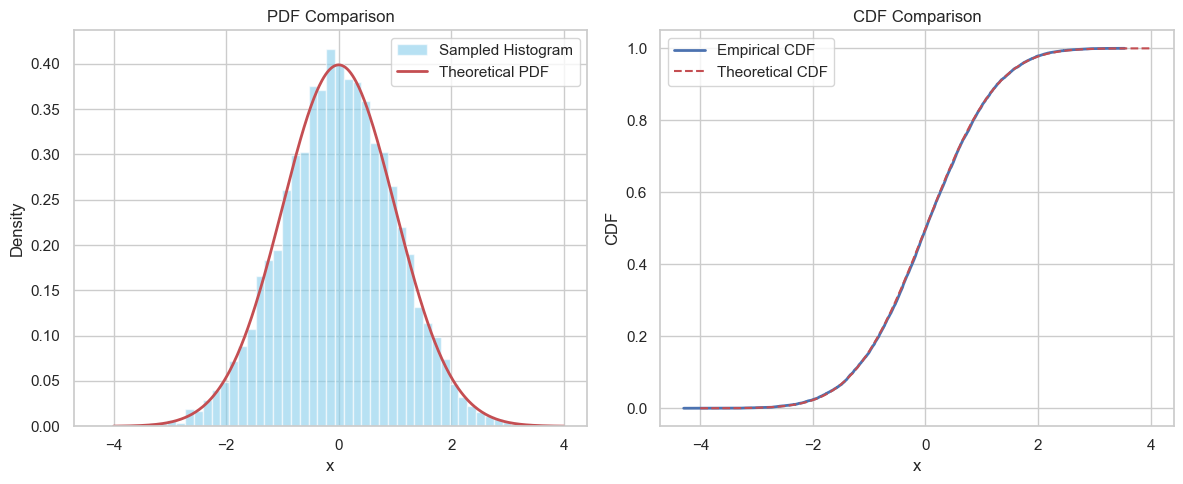 PDF Comparison
Sampled Histogram
Theoretical PDF
0.40
0.35
0.30
0.25
0.20
0.15
0.10
0.05
0.00
Density
−4
−2
0
2
4
x
CDF Comparison
Empirical CDF
Theoretical CDF
1.0
0.8
0.6
0.4
0.2
0.0
CDF
−4
−2
0
2
4
x